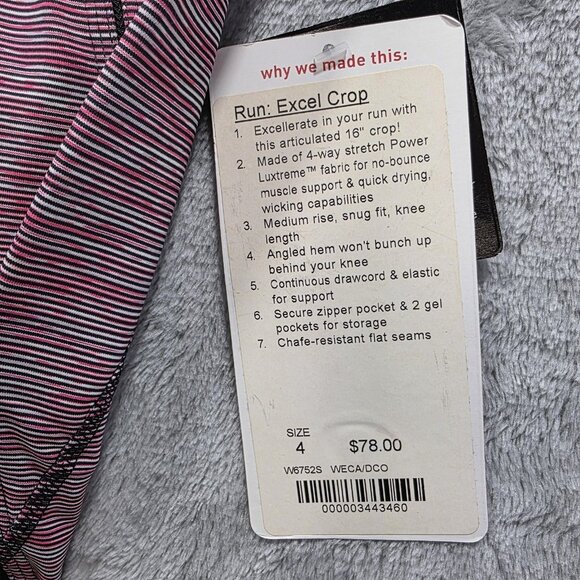 why we made this:
Run: Excel Crop
1. Excellerate in your run with
this articulated 16" crop!
2. Made of 4-way stretch Power
Luxtreme™ fabric for no-bounce
muscle support & quick drying,
wicking capabilities
3. Medium rise, snug fit, knee
length
4. Angled hem won't bunch up
behind your knee
5. Continuous drawcord & elastic
for support
6. Secure zipper pocket & 2 gel
pockets for storage
7. Chafe-resistant flat seams
SIZE
4 $78.00
W6752S WECA/DCO
000003443460